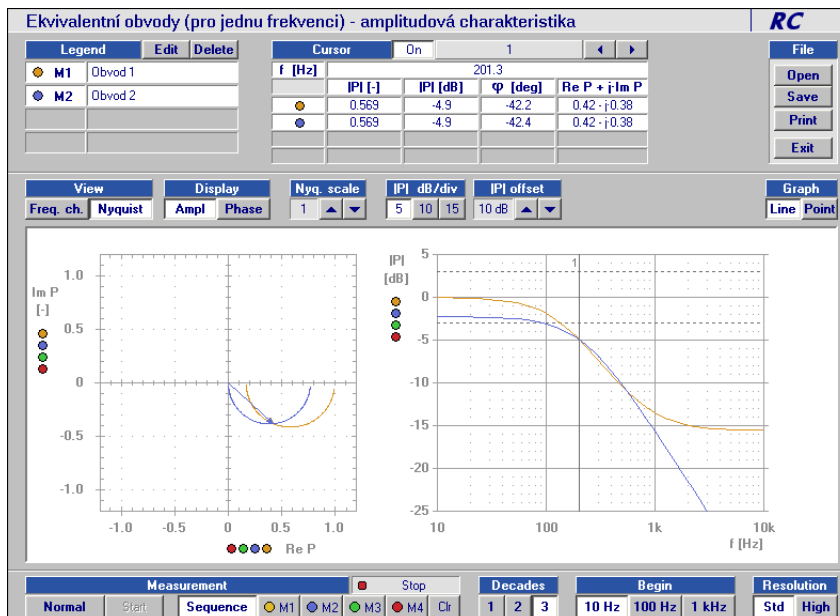 Ekvivalentní obvody (pro jednu frekvenci) - amplitudová charakteristika RC
Legend Edit Delete Cursor On 1 File
M1 Obvod 1 f [Hz] 201.3 Open
|P| [-] |P| [dB] φ [deg] Re P + j·Im P
M2 Obvod 2 0.569 -4.9 -42.2 0.42 - j·0.38 Save
0.569 -4.9 -42.4 0.42 - j·0.38 Print
Exit
View Display Nyq. scale |P| dB/div |P| offset Graph
Freq. ch. Nyquist Ampl Phase 1 5 10 15 10 dB Line Point
Im P
[-]
1.0
0.5
0
-0.5
-1.0
-1.0 -0.5 0 0.5 1.0
Re P
|P|
[dB]
1
5
0
-5
-10
-15
-20
-25
10 100 1k 10k
f [Hz]
Measurement Stop Decades Begin Resolution
Normal Start Sequence M1 M2 M3 M4 Clr 1 2 3 10 Hz 100 Hz 1 kHz Std High